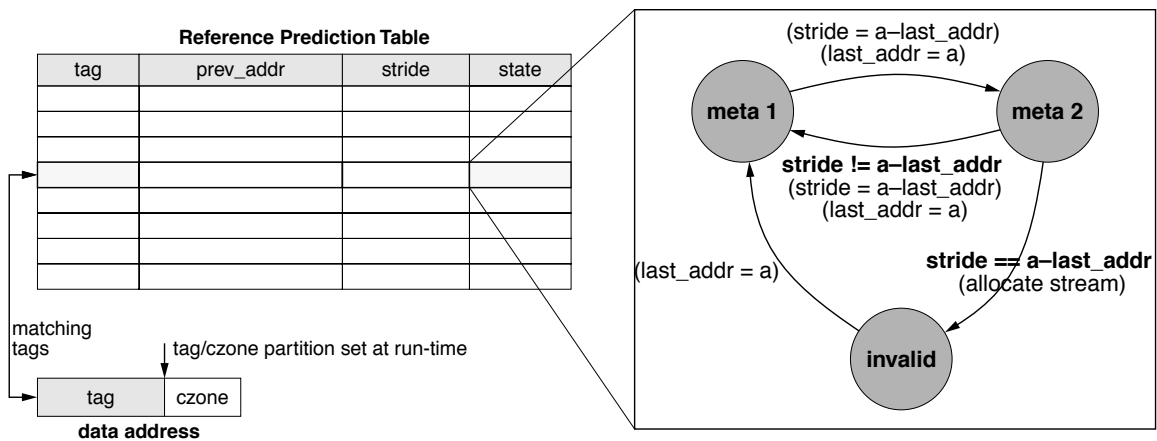 Reference Prediction Table
tag prev_addr stride state
matching
tags
tag/czone partition set at run-time
tag czone
data address
(stride = a–last_addr)
(last_addr = a)
meta 1 meta 2
stride != a–last_addr
(stride = a–last_addr)
(last_addr = a)
(last_addr = a)
stride == a–last_addr
(allocate stream)
invalid